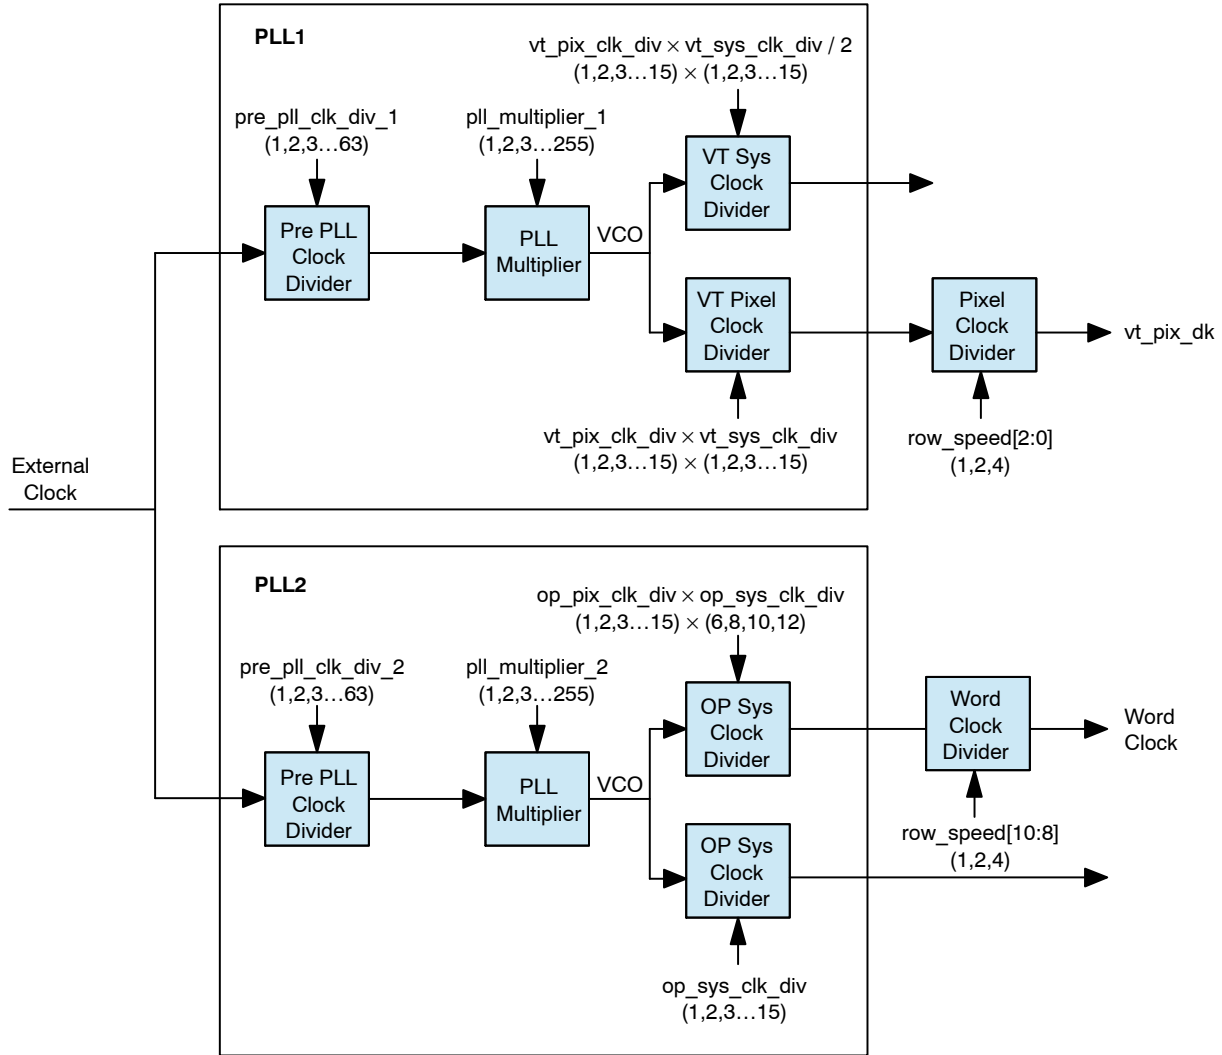 PLL1
vt_pix_clk_div × vt_sys_clk_div / 2
(1,2,3…15) × (1,2,3…15)
pre_pll_clk_div_1
(1,2,3…63)
pll_multiplier_1
(1,2,3…255)
VT Sys
Clock
Divider
Pre PLL
Clock
Divider
PLL
Multiplier
VCO
VT Pixel
Clock
Divider
Pixel
Clock
Divider
vt_pix_dk
vt_pix_clk_div × vt_sys_clk_div
(1,2,3…15) × (1,2,3…15)
row_speed[2:0]
(1,2,4)
External
Clock
PLL2
op_pix_clk_div × op_sys_clk_div
(1,2,3…15) × (6,8,10,12)
pre_pll_clk_div_2
(1,2,3…63)
pll_multiplier_2
(1,2,3…255)
OP Sys
Clock
Divider
Word
Clock
Divider
Word
Clock
Pre PLL
Clock
Divider
PLL
Multiplier
VCO
row_speed[10:8]
(1,2,4)
OP Sys
Clock
Divider
op_sys_clk_div
(1,2,3…15)